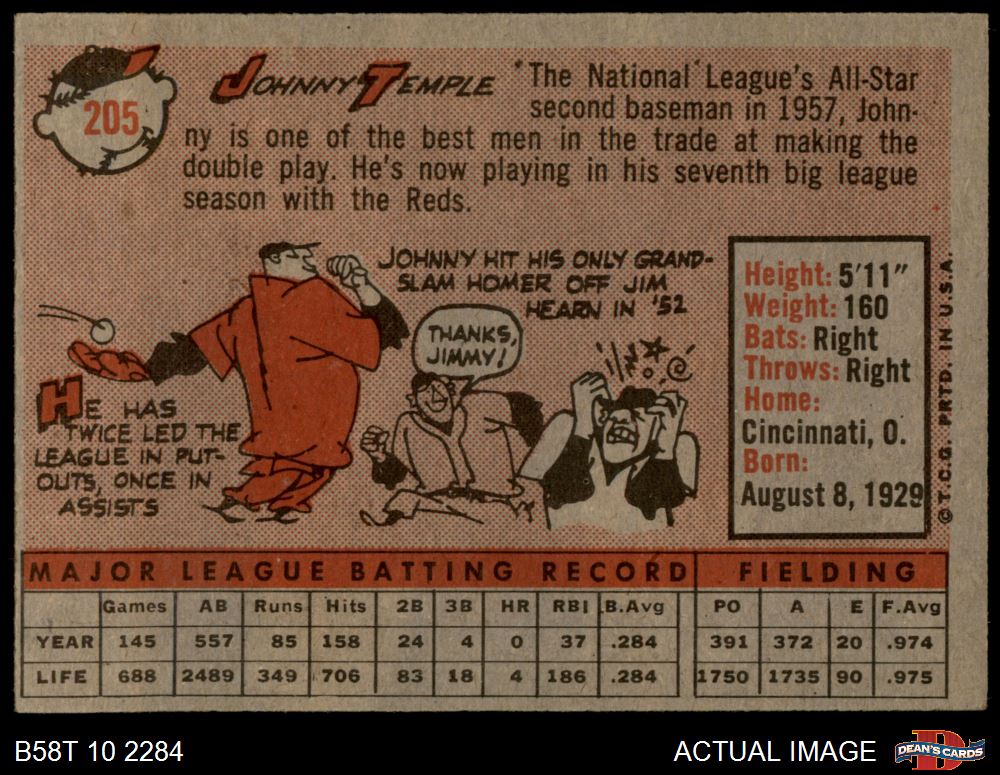 205
JOHNNY TEMPLE
The National League's All-Star
second baseman in 1957, John-
ny is one of the best men in the trade at making the
double play. He's now playing in his seventh big league
season with the Reds.
JOHNNY HIT HIS ONLY GRAND-
SLAM HOMER OFF JIM
HEARN IN '52
THANKS,
JIMMY!
HE HAS
TWICE LED THE
LEAGUE IN PUT-
OUTS, ONCE IN
ASSISTS
Height: 5'11"
Weight: 160
Bats: Right
Throws: Right
Home:
Cincinnati, O.
Born:
August 8, 1929
©T.C.G. PRTD. IN U.S.A.
MAJOR LEAGUE BATTING RECORD FIELDING
Games AB Runs Hits 2B 3B HR RBI B.Avg PO A E F.Avg
YEAR 145 557 85 158 24 4 0 37 .284 391 372 20 .974
LIFE 688 2489 349 706 83 18 4 186 .284 1750 1735 90 .975
B58T 10 2284
ACTUAL IMAGE
DEAN'S CARDS